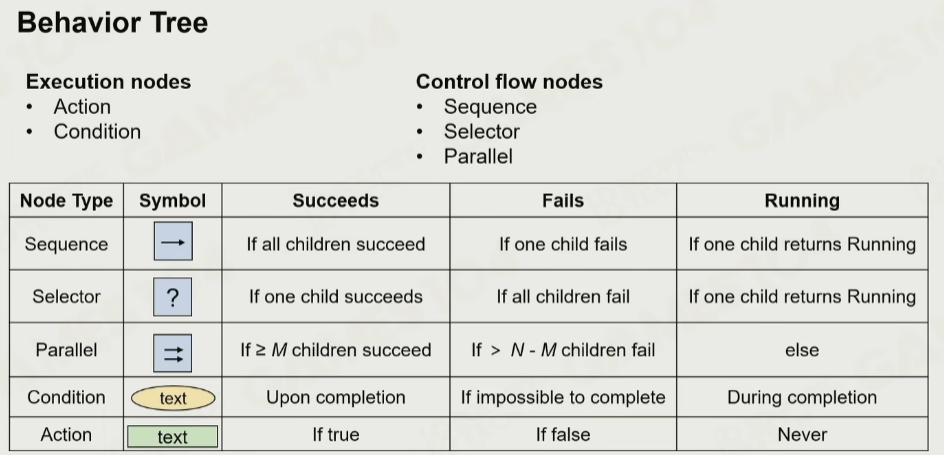 Behavior Tree
Execution nodes
• Action
• Condition
Control flow nodes
• Sequence
• Selector
• Parallel
Node Type Symbol Succeeds Fails Running
Sequence → If all children succeed If one child fails If one child returns Running
Selector ? If one child succeeds If all children fail If one child returns Running
Parallel ⇉ If ≥ M children succeed If > N - M children fail else
Condition text Upon completion If impossible to complete During completion
Action text If true If false Never